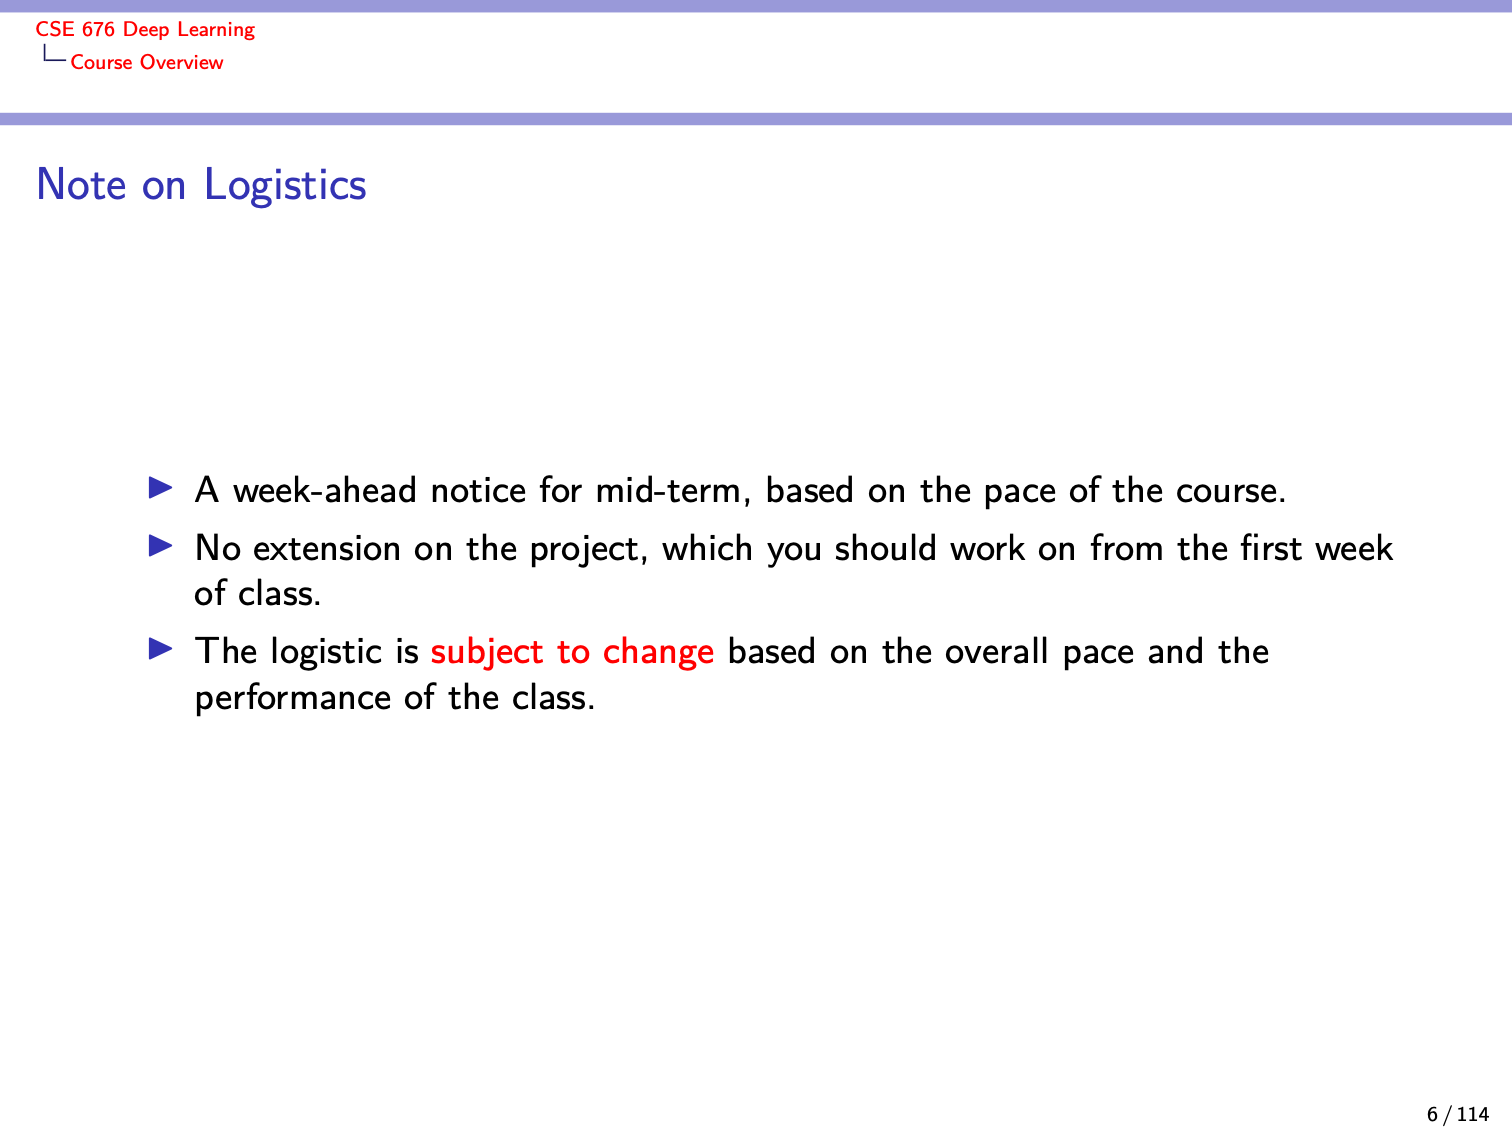 CSE 676 Deep Learning
Course Overview
Note on Logistics
A week-ahead notice for mid-term, based on the pace of the course.
No extension on the project, which you should work on from the first week
of class.
The logistic is subject to change based on the overall pace and the
performance of the class.
6 / 114